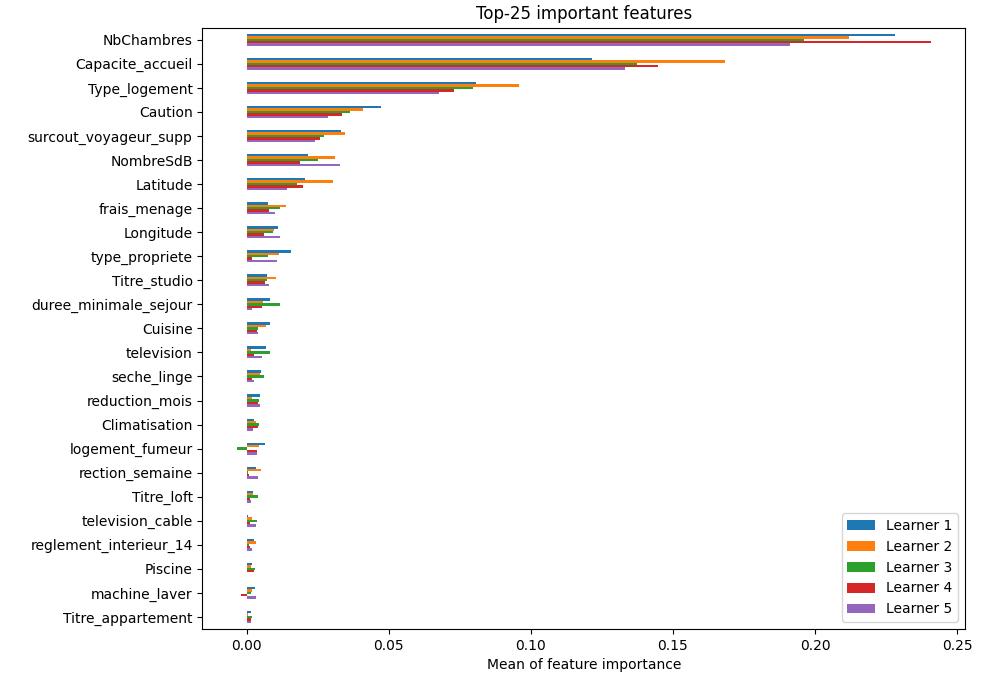 Top-25 important features
NbChambres
Capacite_accueil
Type_logement
Caution
surcout_voyageur_supp
NombreSdB
Latitude
frais_menage
Longitude
type_propriete
Titre_studio
duree_minimale_sejour
Cuisine
television
seche_linge
reduction_mois
Climatisation
logement_fumeur
rection_semaine
Titre_loft
television_cable
reglement_interieur_14
Piscine
machine_laver
Titre_appartement
Learner 1
Learner 2
Learner 3
Learner 4
Learner 5
0.00 0.05 0.10 0.15 0.20 0.25
Mean of feature importance